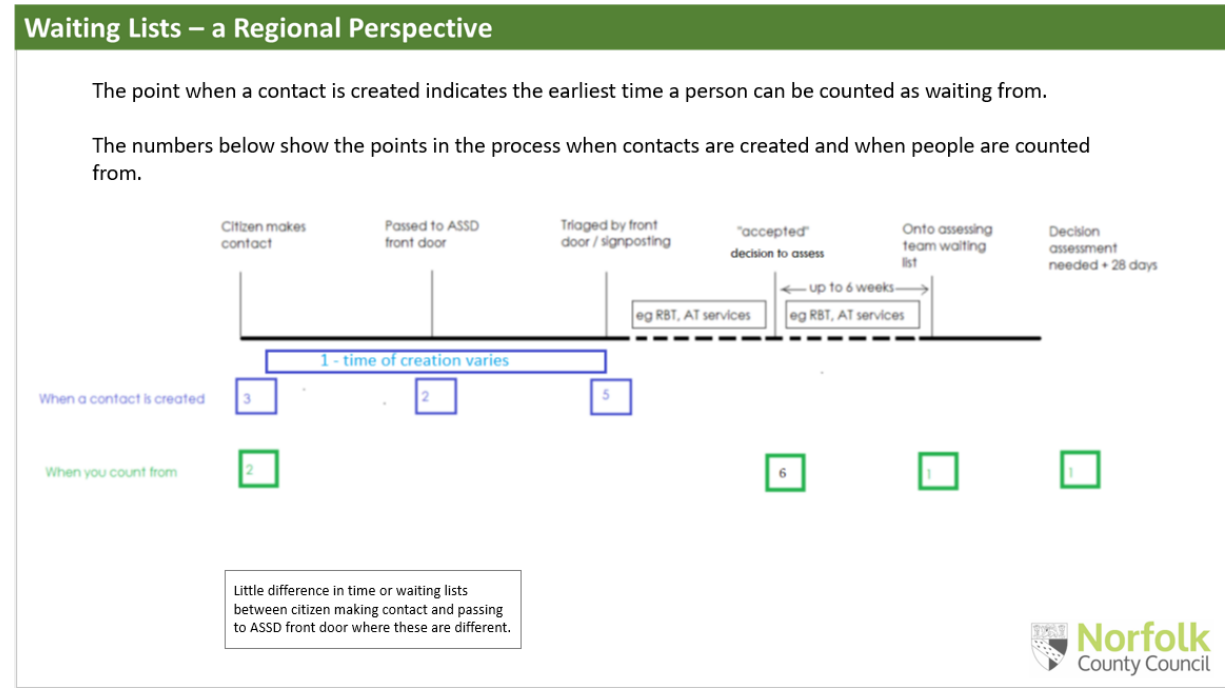 Waiting Lists – a Regional Perspective
The point when a contact is created indicates the earliest time a person can be counted as waiting from.
The numbers below show the points in the process when contacts are created and when people are counted
from.
Citizen makes
contact
Passed to ASSD
front door
Triaged by front
door / signposting
"accepted"
decision to assess
Onto assessing
team waiting
list
Decision
assessment
needed + 28 days
up to 6 weeks
eg RBT, AT services
eg RBT, AT services
1 - time of creation varies
When a contact is created
3
2
5
When you count from
2
6
1
1
Little difference in time or waiting lists
between citizen making contact and passing
to ASSD front door where these are different.
Norfolk
County Council